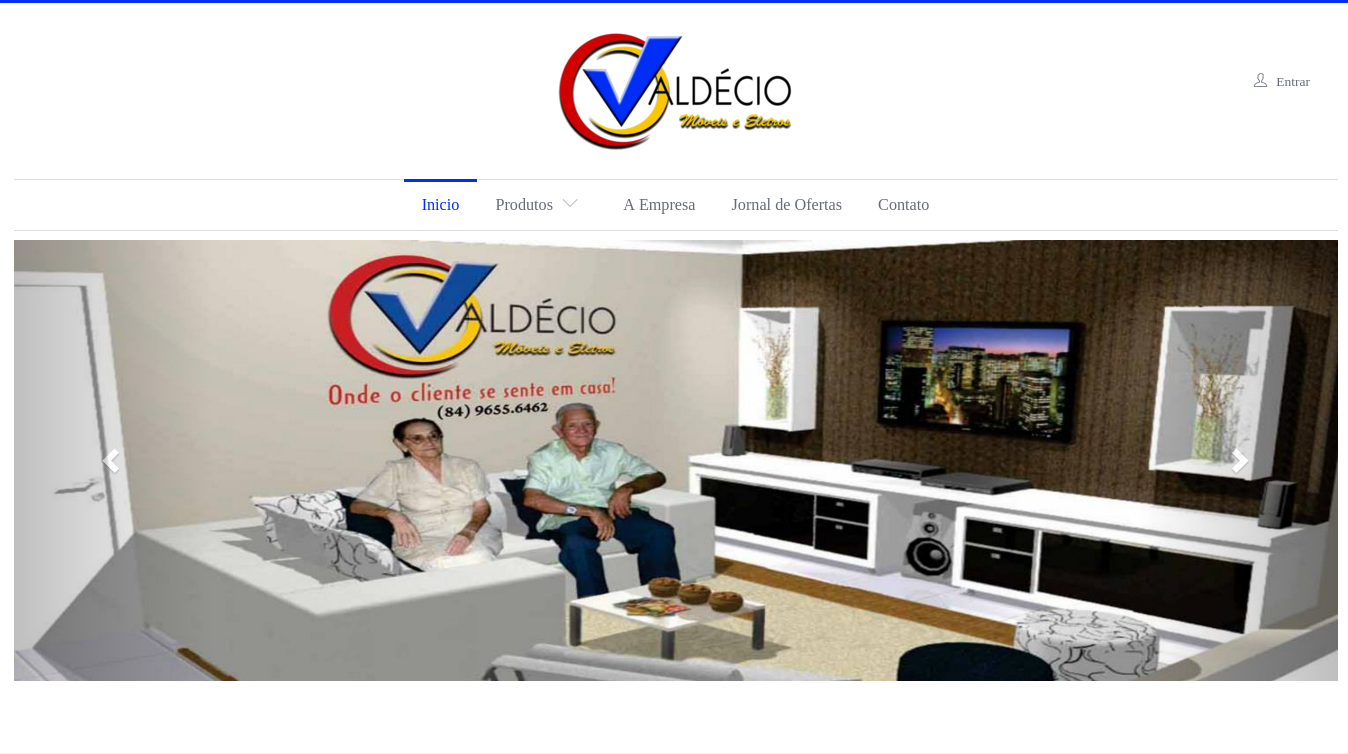 VALDÉCIO
Móveis e Eletros
Entrar
Inicio
Produtos
A Empresa
Jornal de Ofertas
Contato
VALDÉCIO
Móveis e Eletros
Onde o cliente se sente em casa!
(84) 9655.6462